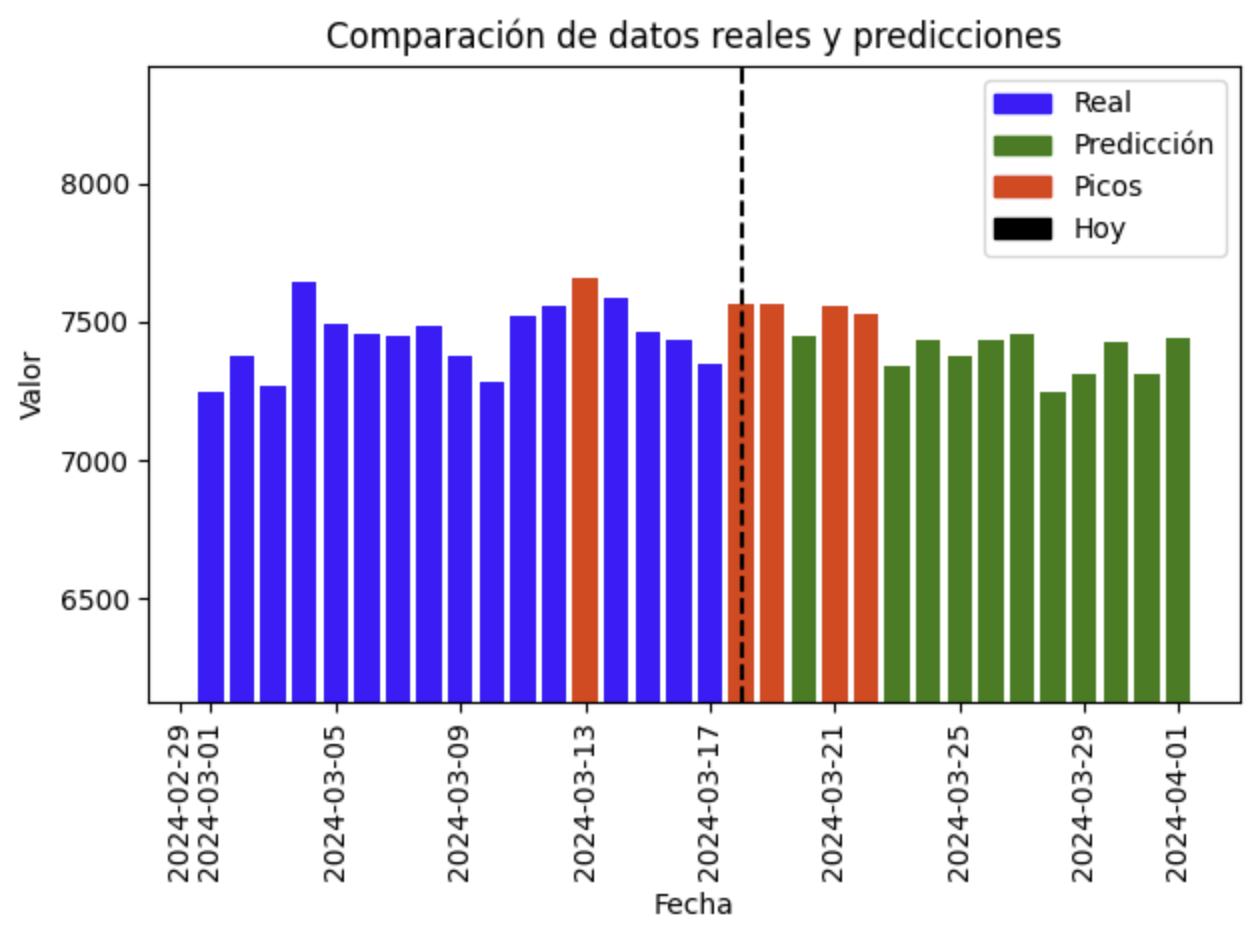 Comparación de datos reales y predicciones
Real
Predicción
Picos
Hoy
Valor
8000
7500
7000
6500
2024-02-29
2024-03-01
2024-03-05
2024-03-09
2024-03-13
2024-03-17
2024-03-21
2024-03-25
2024-03-29
2024-04-01
Fecha